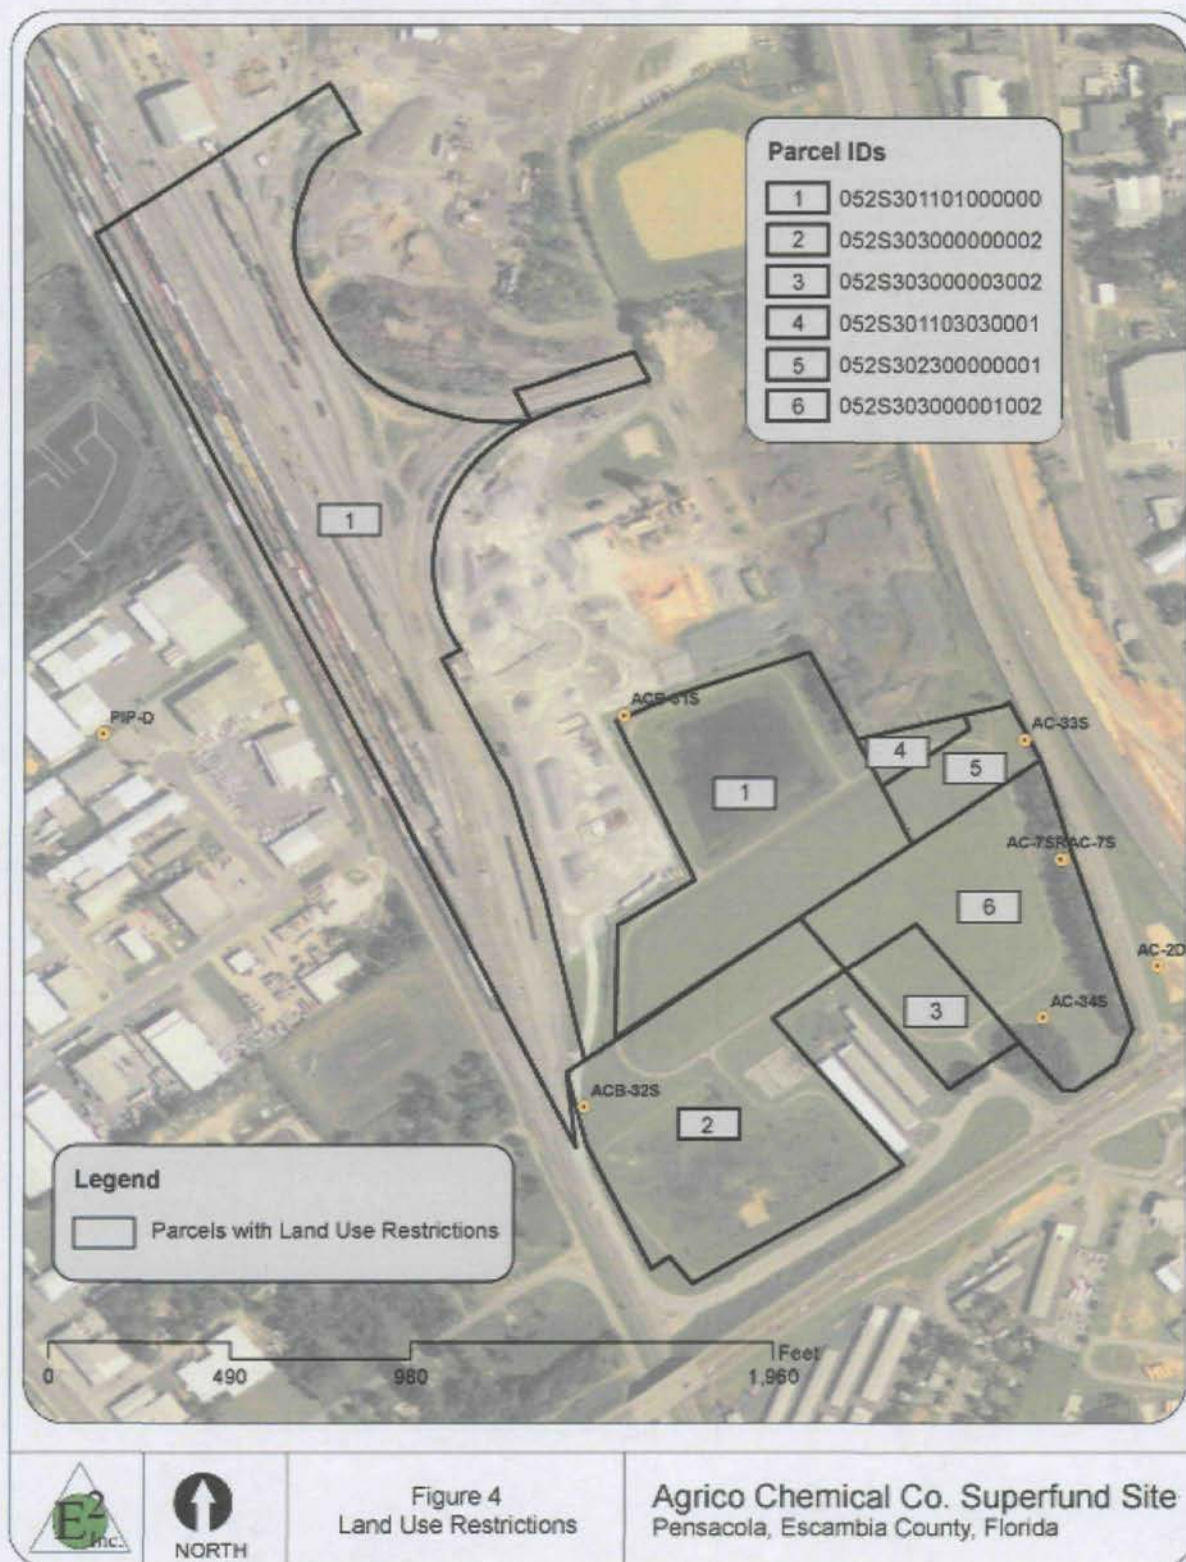 Parcel IDs
1 052S301101000000
2 052S303000000002
3 052S303000003002
4 052S301103030001
5 052S302300000001
6 052S303000001002
1
PIP-D
ACB-31S
AC-33S
4
5
1
AC-7SRAC-7S
6
AC-2D
3
AC-34S
ACB-32S
2
Legend
Parcels with Land Use Restrictions
Feet
0 490 980 1,960
E2
Inc.
NORTH
Figure 4
Land Use Restrictions
Agrico Chemical Co. Superfund Site
Pensacola, Escambia County, Florida